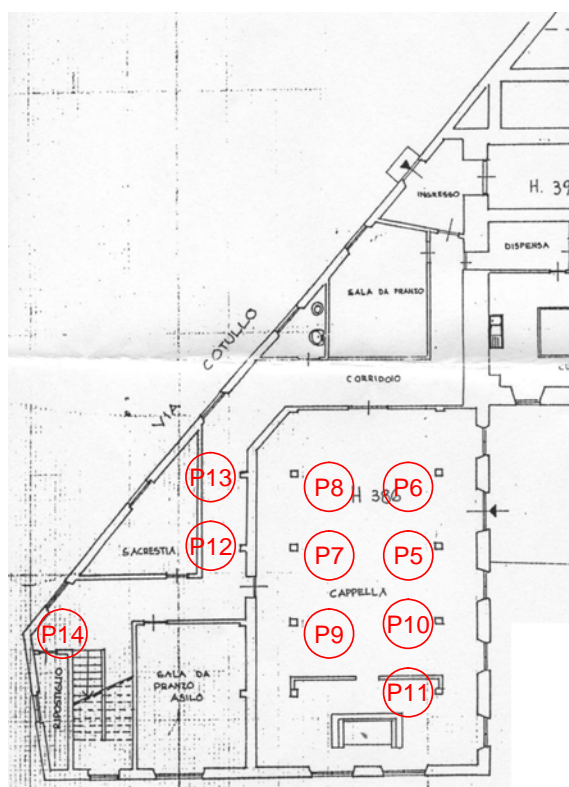 INGRESSO
H. 39
DISPENSA
SALA DA PRANZO
VIA COTULLO
CORRIDOIO
P13
P8
P6
H 386
P12
SACRESTIA
P7
P5
CAPPELLA
P14
P9
P10
SALA DA
PRANZO
ASILO
RIPOSTIGLIO
P11